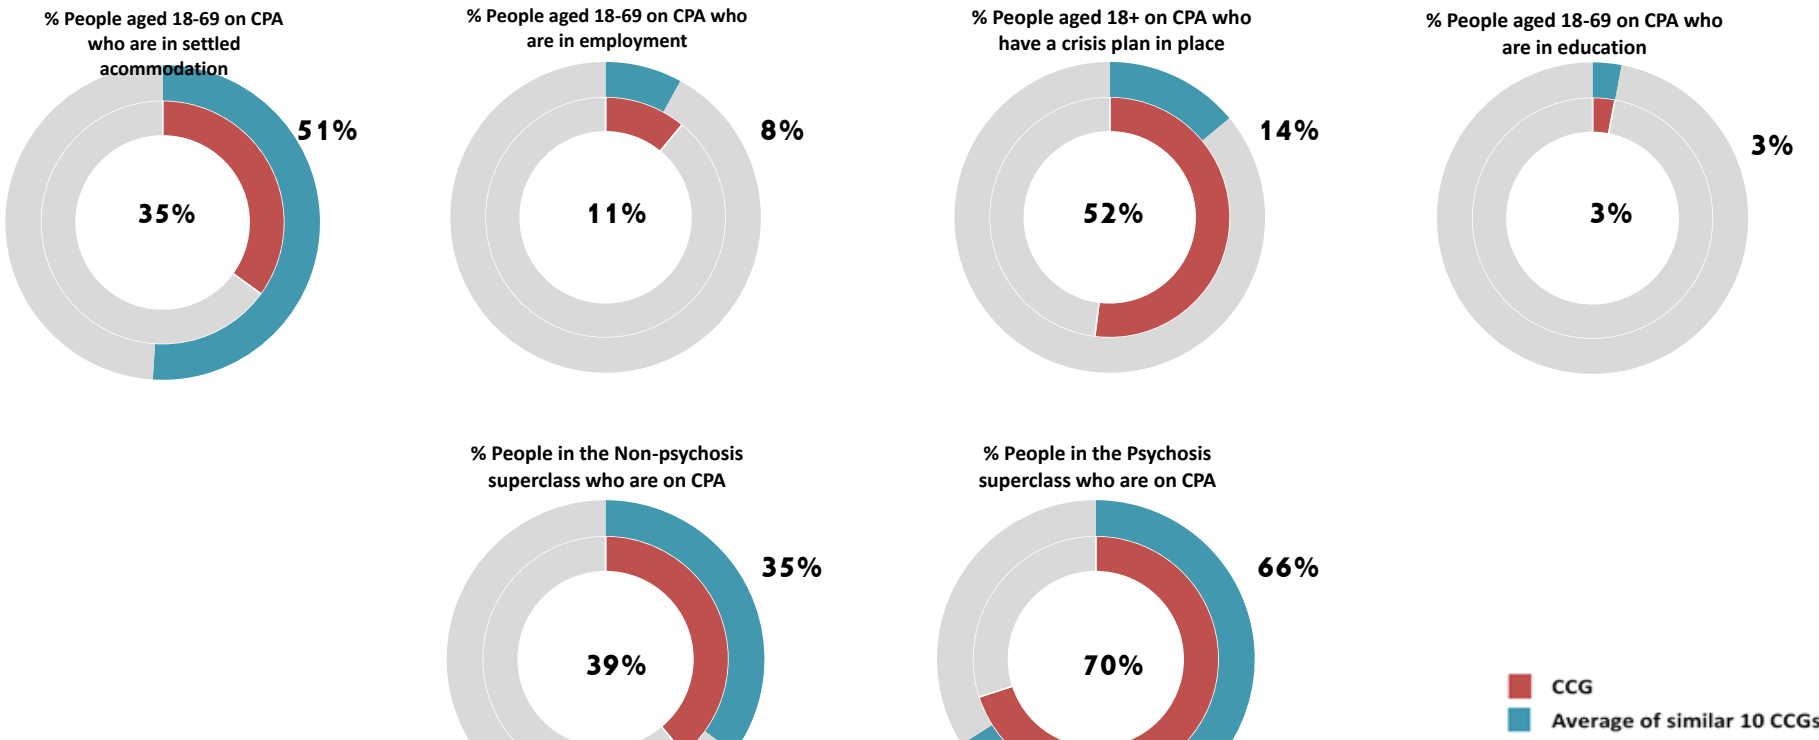 % People aged 18-69 on CPA
who are in settled
acommodation
51%
35%
% People aged 18-69 on CPA who
are in employment
8%
11%
% People aged 18+ on CPA who
have a crisis plan in place
14%
52%
% People aged 18-69 on CPA who
are in education
3%
3%
% People in the Non-psychosis
superclass who are on CPA
35%
39%
% People in the Psychosis
superclass who are on CPA
66%
70%
CCG
Average of similar 10 CCGs